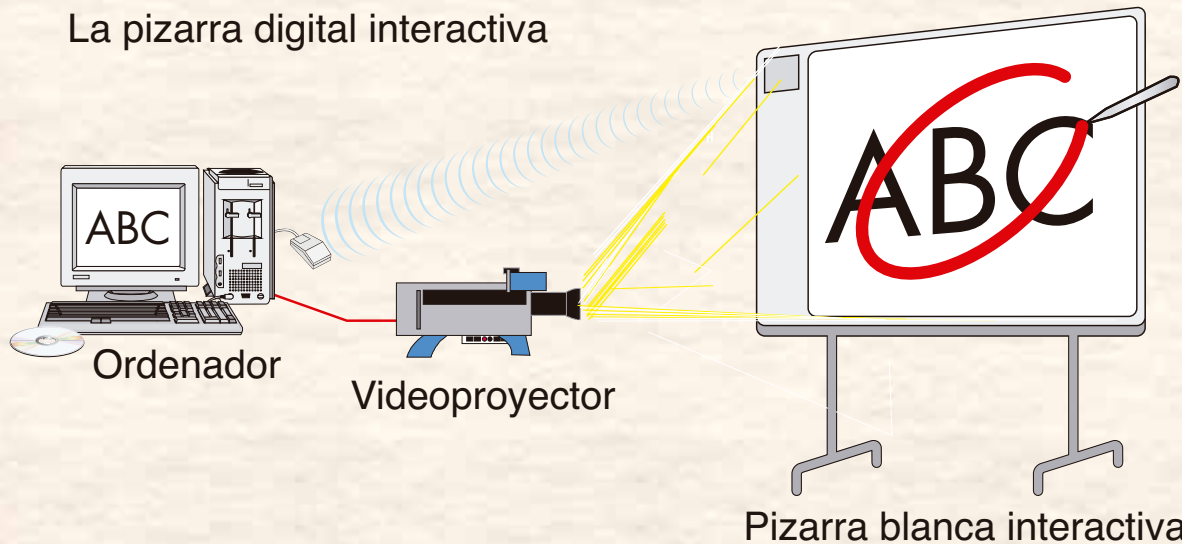 La pizarra digital interactiva
ABC
ABC
Ordenador
Videoproyector
Pizarra blanca interactiva